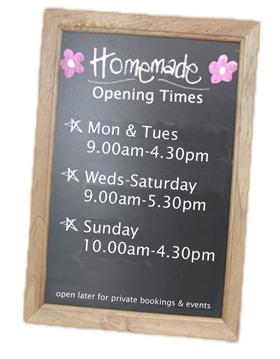 Homemade
Opening Times
Mon & Tues
9.00am-4.30pm
Weds-Saturday
9.00am-5.30pm
Sunday
10.00am-4.30pm
open later for private bookings & events